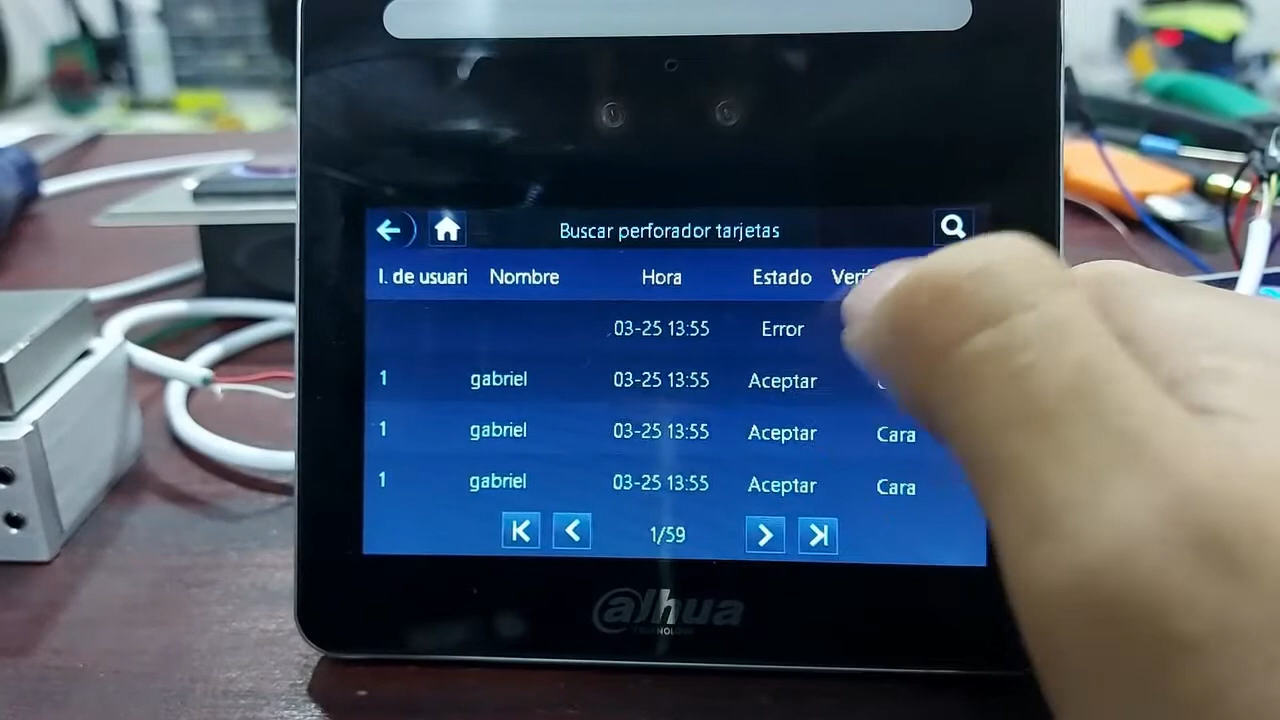 Buscar perforador tarjetas
I. de usuari Nombre Hora Estado
03-25 13:55 Error
1 gabriel 03-25 13:55 Aceptar
1 gabriel 03-25 13:55 Aceptar Cara
1 gabriel 03-25 13:55 Aceptar Cara
1/59
alhua
TECHNOLOGY